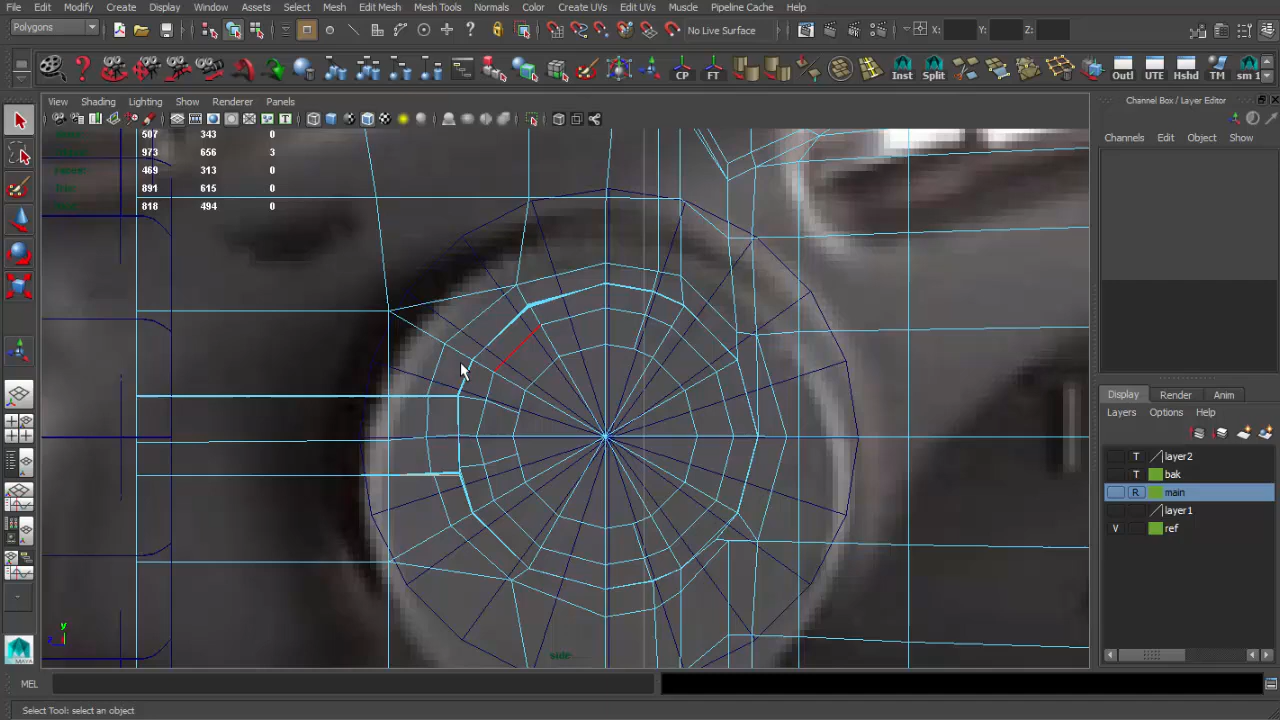 File Edit Modify Create Display Window Assets Select Mesh Edit Mesh Mesh Tools Normals Color Create UVs Edit UVs Muscle Pipeline Cache Help
Polygons No Live Surface X: Y: Z:
CP FT Inst Split Outl UTE Hshd TM sm 1
View Shading Lighting Show Renderer Panels
Channel Box / Layer Editor
Channels Edit Object Show
507 343 0
973 656 3
469 313 0
891 615 0
818 494 0
Display Render Anim
Layers Options Help
T layer2
T bak
R main
layer1
V ref
y
z
side
MEL
Select Tool: select an object